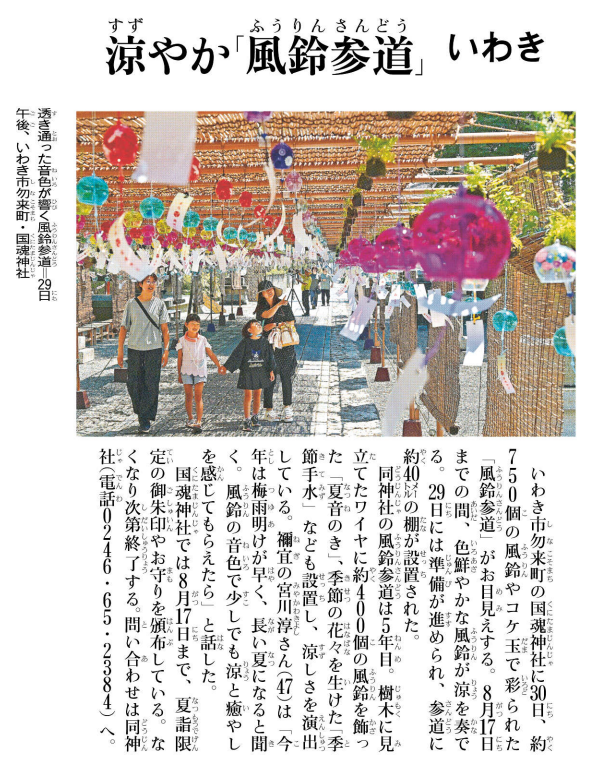 涼やか「風鈴参道」 いわき
透き通った音色が響く風鈴参道=29日
午後、いわき市勿来町・国魂神社
いわき市勿来町の国魂神社に30日、約
750個の風鈴やコケ玉で彩られた
「風鈴参道」がお目見えする。8月17日
までの間、色鮮やかな風鈴が涼を奏で
る。29日には準備が進められ、参道に
約40㍍の棚が設置された。
同神社の風鈴参道は5年目。樹木に見
立てたワイヤに約400個の風鈴を飾っ
た「夏音のき」、季節の花々を生けた「季
節手水」なども設置し、涼しさを演出
している。禰宜の宮川淳さん(47)は「今
年は梅雨明けが早く、長い夏になると聞
く。風鈴の音色で少しでも涼と癒やし
を感じてもらえたら」と話した。
国魂神社では8月17日まで、夏詣限
定の御朱印やお守りを頒布している。な
くなり次第終了する。問い合わせは同神
社(電話0246・65・2384)へ。